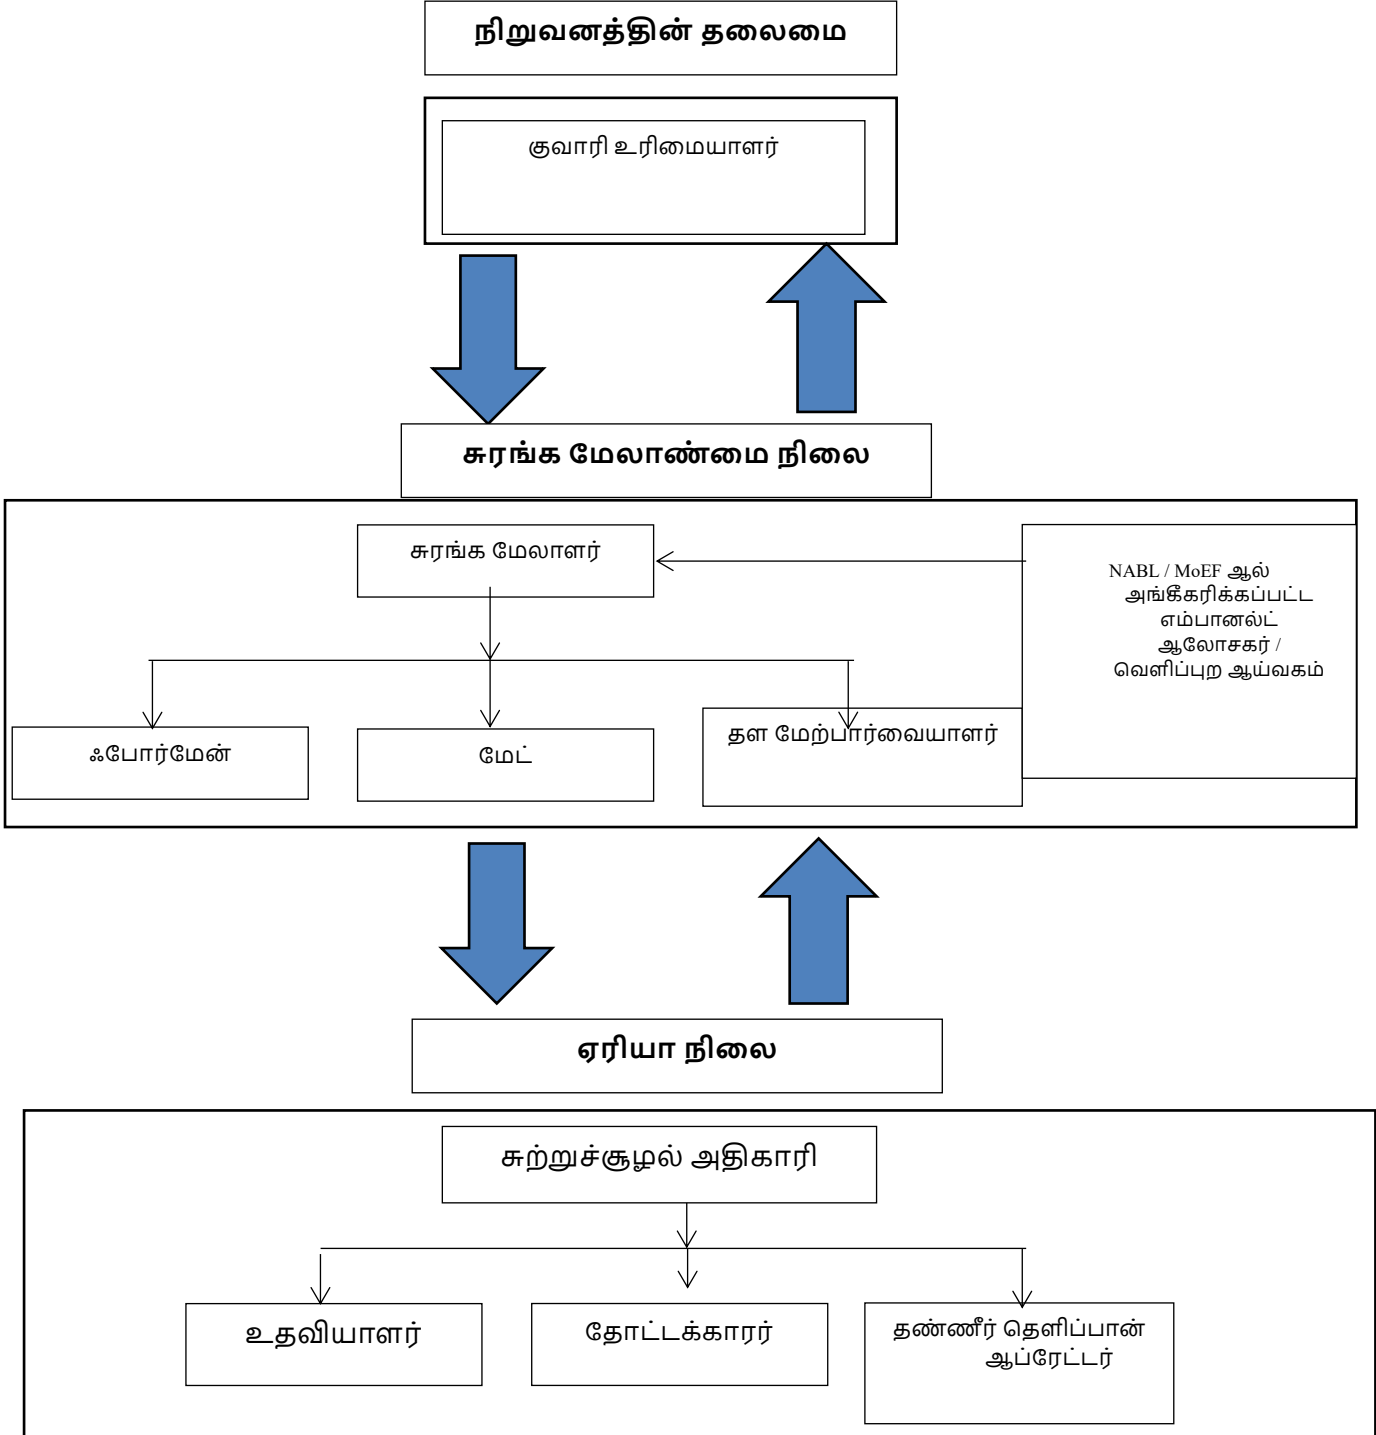 நிறுவனத்தின் தலைமை
குவாரி உரிமையாளர்
சுரங்க மேலாண்மை நிலை
சுரங்க மேலாளர்
NABL / MoEF ஆல்
அங்கீகரிக்கப்பட்ட
எம்பானல்ட்
ஆலோசகர் /
வெளிப்புற ஆய்வகம்
ஃபோர்மேன்
மேட்
தள மேற்பார்வையாளர்
ஏரியா நிலை
சுற்றுச்சூழல் அதிகாரி
உதவியாளர்
தோட்டக்காரர்
தண்ணீர் தெளிப்பான்
ஆப்ரேட்டர்